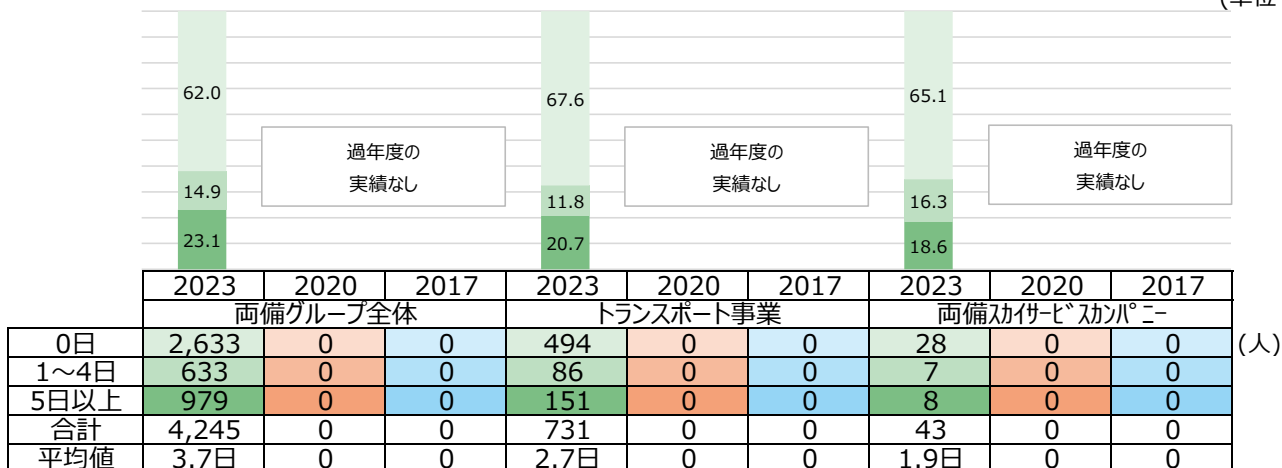 (単位
62.0 67.6 65.1
過年度の 過年度の 過年度の
実績なし 実績なし 実績なし
14.9 11.8 16.3
23.1 20.7 18.6
2023 2020 2017 2023 2020 2017 2023 2020 2017
両備グループ全体 トランスポート事業 両備ｽｶｲｻｰﾋﾞｽｶﾝﾊﾟﾆｰ
0日 2,633 0 0 494 0 0 28 0 0 (人)
1～4日 633 0 0 86 0 0 7 0 0
5日以上 979 0 0 151 0 0 8 0 0
合計 4,245 0 0 731 0 0 43 0 0
平均値 3.7日 0 0 2.7日 0 0 1.9日 0 0